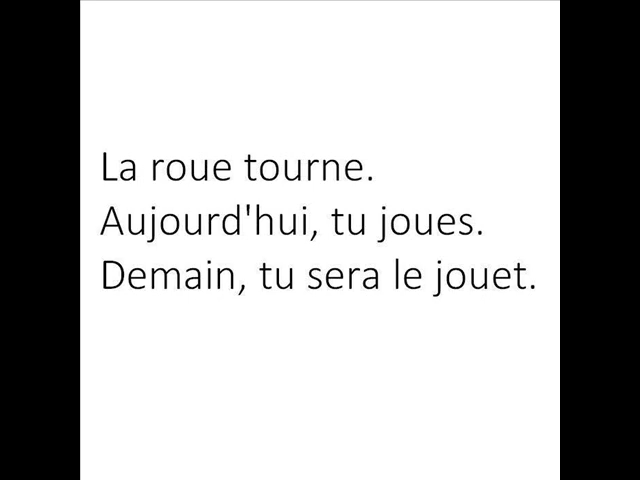 La roue tourne.
Aujourd'hui, tu joues.
Demain, tu sera le jouet.